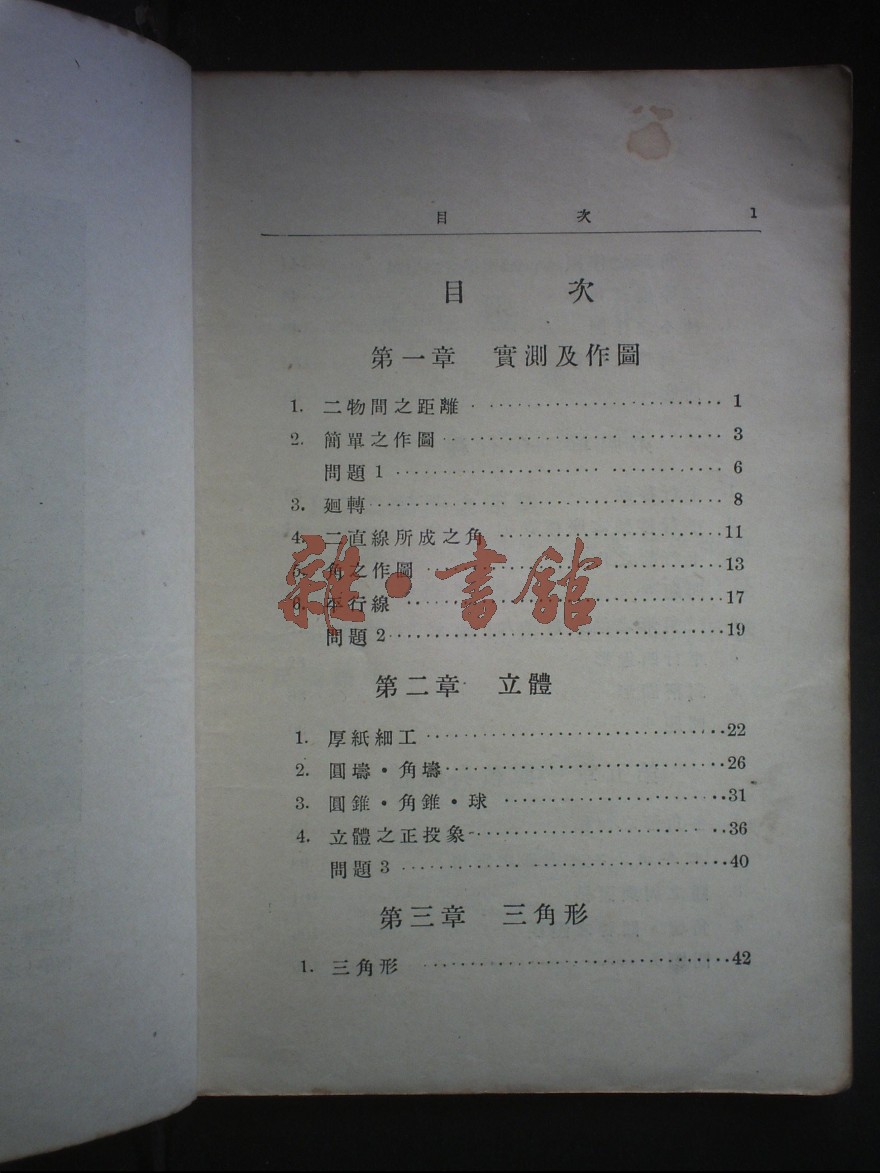 目次 1
目次
第一章 實測及作圖
1. 二物間之距離 1
2. 簡單之作圖 3
問題1 6
3. 廻轉 8
4. 二直線所成之角 11
5. 角之作圖 13
6. 平行線 17
問題2 19
雜·書館
第二章 立體
1. 厚紙細工 22
2. 圓壔·角壔 26
3. 圓錐·角錐·球 31
4. 立體之正投象 36
問題3 40
第三章 三角形
1. 三角形 42